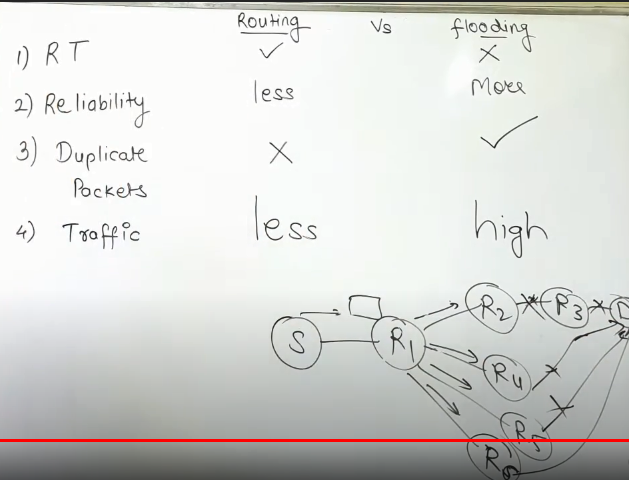 Routing Vs flooding
1) RT ✓ ✗
2) Reliability less More
3) Duplicate ✗ ✓
Packets
4) Traffic less high
S R1 R2 R3 D
R4
R5
R6